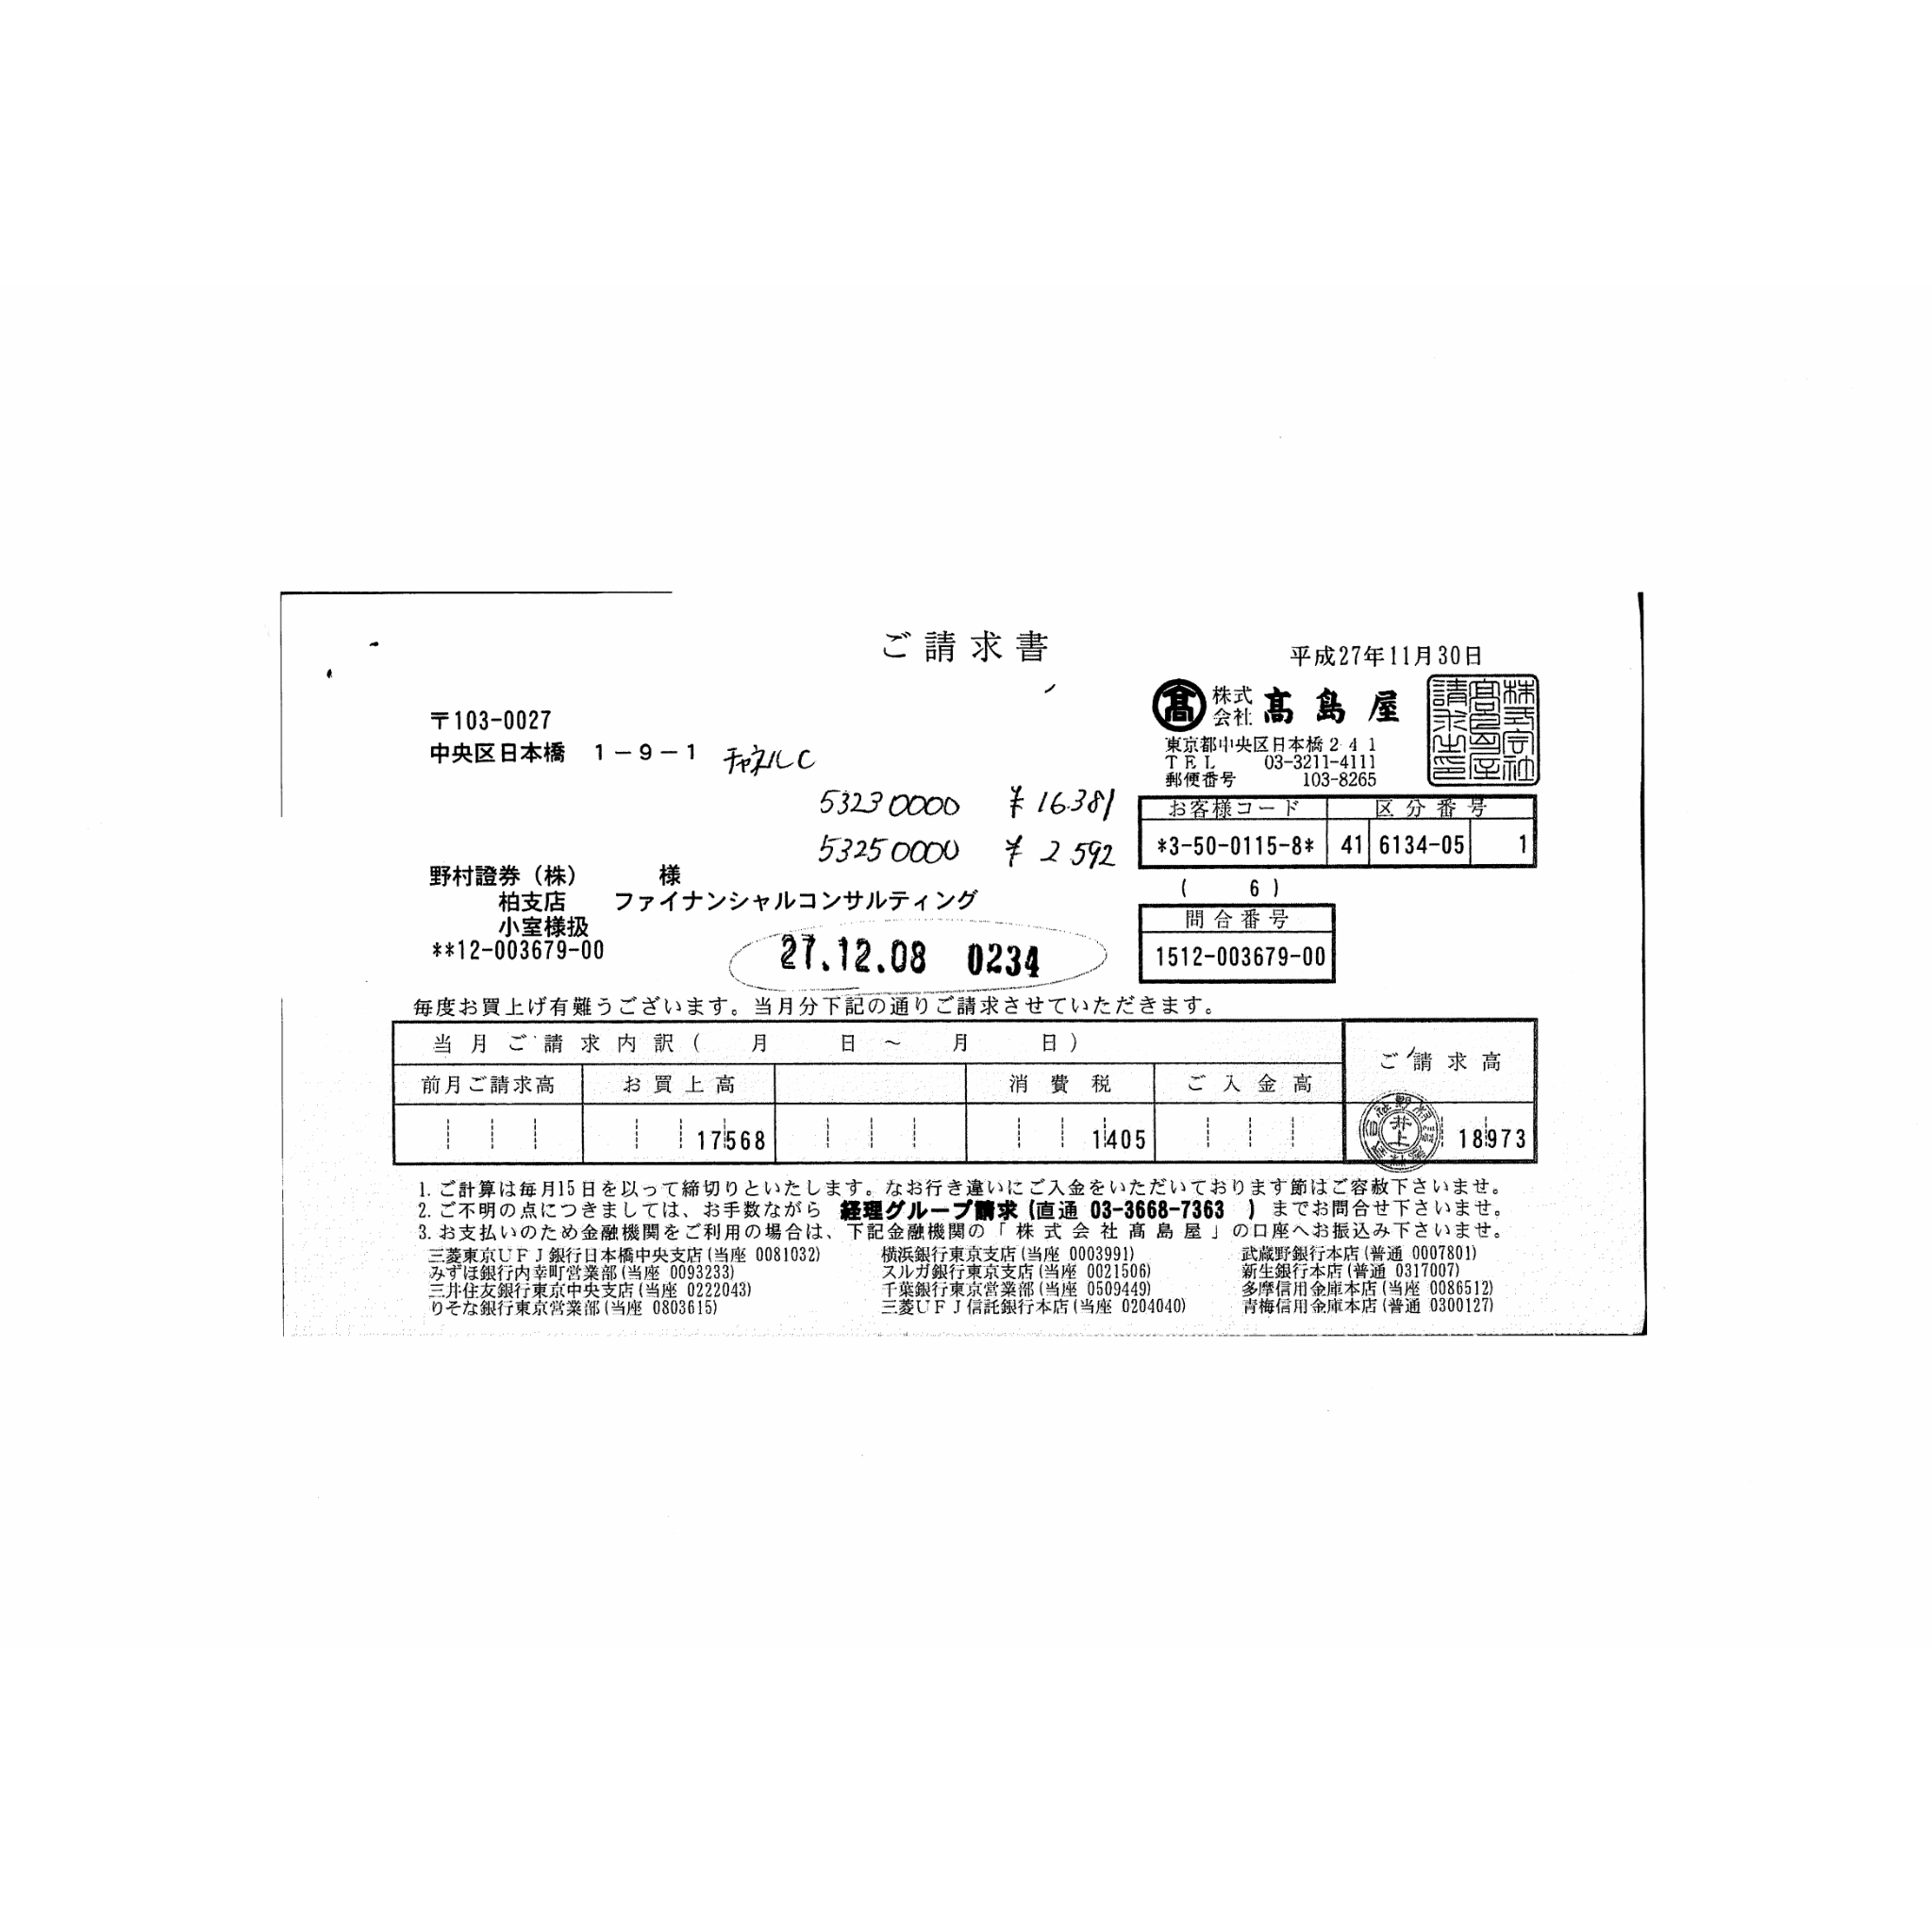 ご請求書
平成27年11月30日
〒103-0027
中央区日本橋 1-9-1 チャネルC
髙 株式会社 髙島屋
株式会社髙島屋請求之印
東京都中央区日本橋2 4 1
TEL 03-3211-4111
郵便番号 103-8265
53230000 ¥16381
53250000 ¥2592
お客様コード 区分番号
*3-50-0115-8* 41 6134-05 1
( 6 )
野村證券(株) 様
柏支店 ファイナンシャルコンサルティング
小室様扱
**12-003679-00
問合番号
1512-003679-00
27.12.08 0234
毎度お買上げ有難うございます。当月分下記の通りご請求させていただきます。
当月ご請求内訳( 月 日 ~ 月 日) ご請求高
前月ご請求高 お買上高 消費税 ご入金高
17568 1405 井上 18973
1. ご計算は毎月15日を以って締切りといたします。なお行き違いにご入金をいただいております節はご容赦下さいませ。
2. ご不明の点につきましては、お手数ながら 経理グループ請求 (直通 03-3668-7363 ) までお問合せ下さいませ。
3. お支払いのため金融機関をご利用の場合は、下記金融機関の「株式会社髙島屋」の口座へお振込み下さいませ。
三菱東京UFJ銀行日本橋中央支店(当座 0081032) 横浜銀行東京支店(当座 0003991) 武蔵野銀行本店(普通 0007801)
みずほ銀行内幸町営業部(当座 0093233) スルガ銀行東京支店(当座 0021506) 新生銀行本店(普通 0317007)
三井住友銀行東京中央支店(当座 0222043) 千葉銀行東京営業部(当座 0509449) 多摩信用金庫本店(当座 0086512)
りそな銀行東京営業部(当座 0803615) 三菱UFJ信託銀行本店(当座 0204040) 青梅信用金庫本店(普通 0300127)